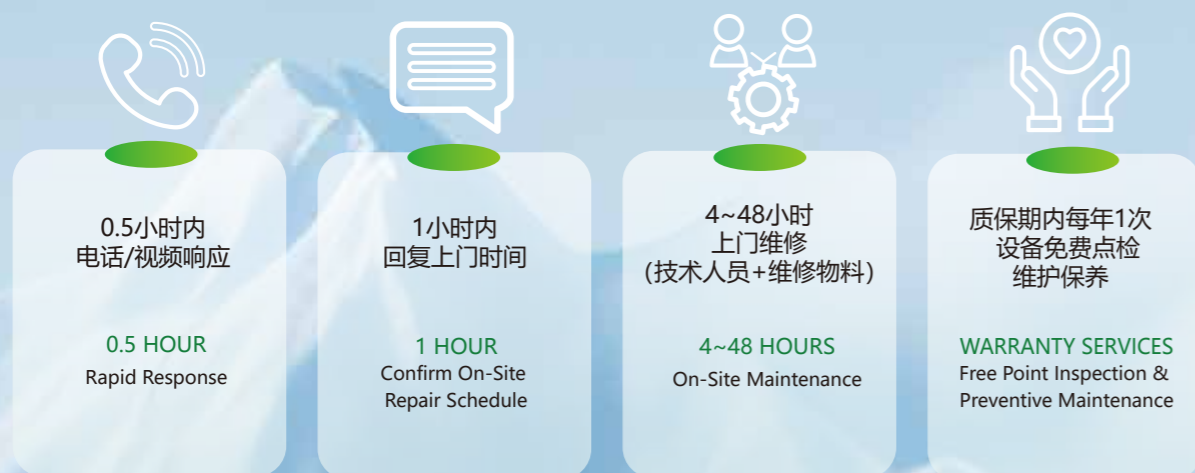 0.5小时内
电话/视频响应
0.5 HOUR
Rapid Response
1小时内
回复上门时间
1 HOUR
Confirm On-Site
Repair Schedule
4~48小时
上门维修
(技术人员+维修物料)
4~48 HOURS
On-Site Maintenance
质保期内每年1次
设备免费点检
维护保养
WARRANTY SERVICES
Free Point Inspection &
Preventive Maintenance